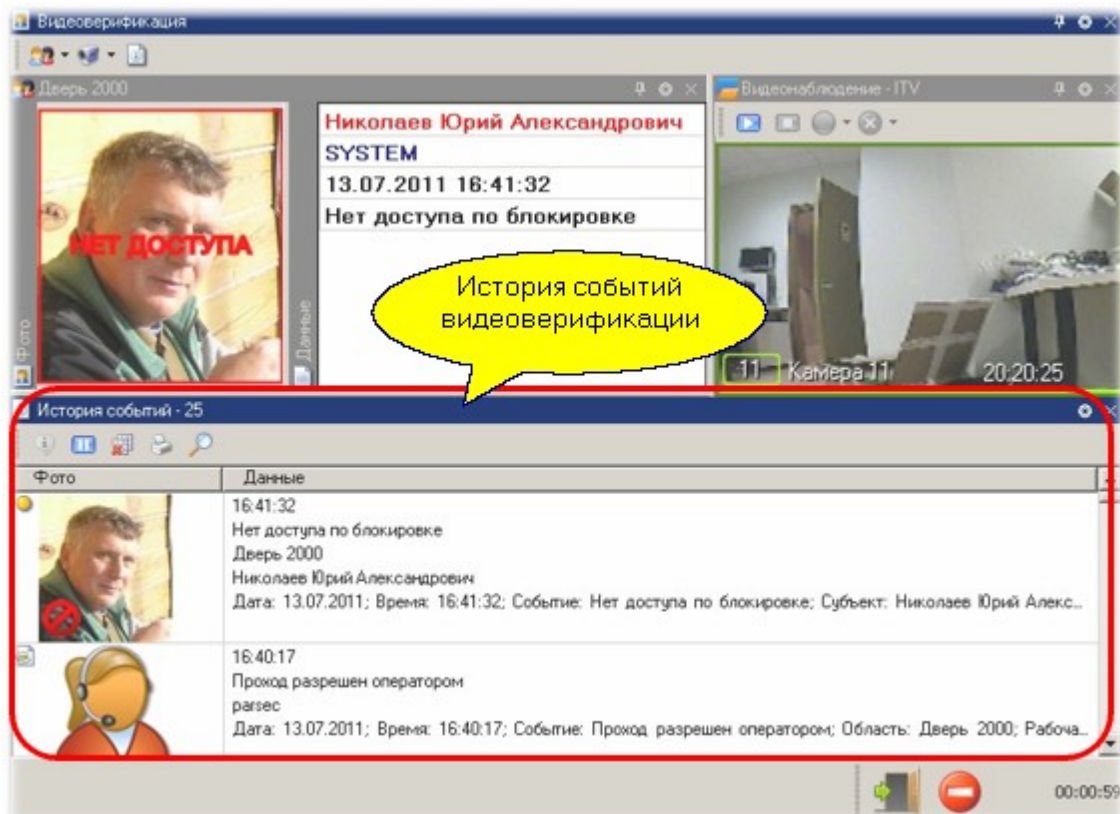 Видеоверификация
Дверь 2000
Видеонаблюдение - ITV
НЕТ ДОСТУПА
Фото
Данные
Николаев Юрий Александрович
SYSTEM
13.07.2011 16:41:32
Нет доступа по блокировке
История событий
видеоверификации
11 Камера 11 20:20:25
История событий - 25
Фото Данные
16:41:32
Нет доступа по блокировке
Дверь 2000
Николаев Юрий Александрович
Дата: 13.07.2011; Время: 16:41:32; Событие: Нет доступа по блокировке; Субъект: Николаев Юрий Алекс...
16:40:17
Проход разрешен оператором
parsec
Дата: 13.07.2011; Время: 16:40:17; Событие: Проход разрешен оператором; Область: Дверь 2000; Рабоча...
00:00:59